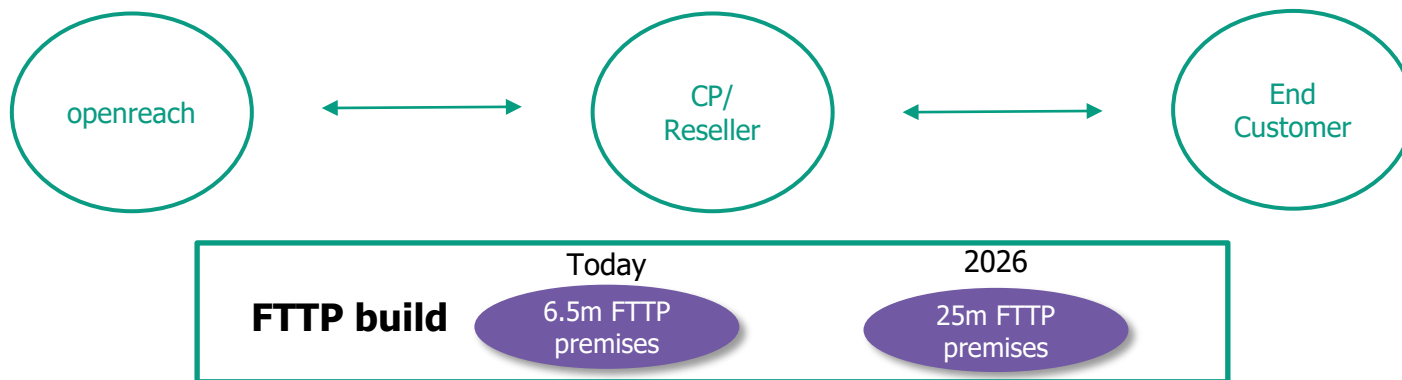 openreach
CP/
Reseller
End
Customer
Today
2026
FTTP build
6.5m FTTP
premises
25m FTTP
premises